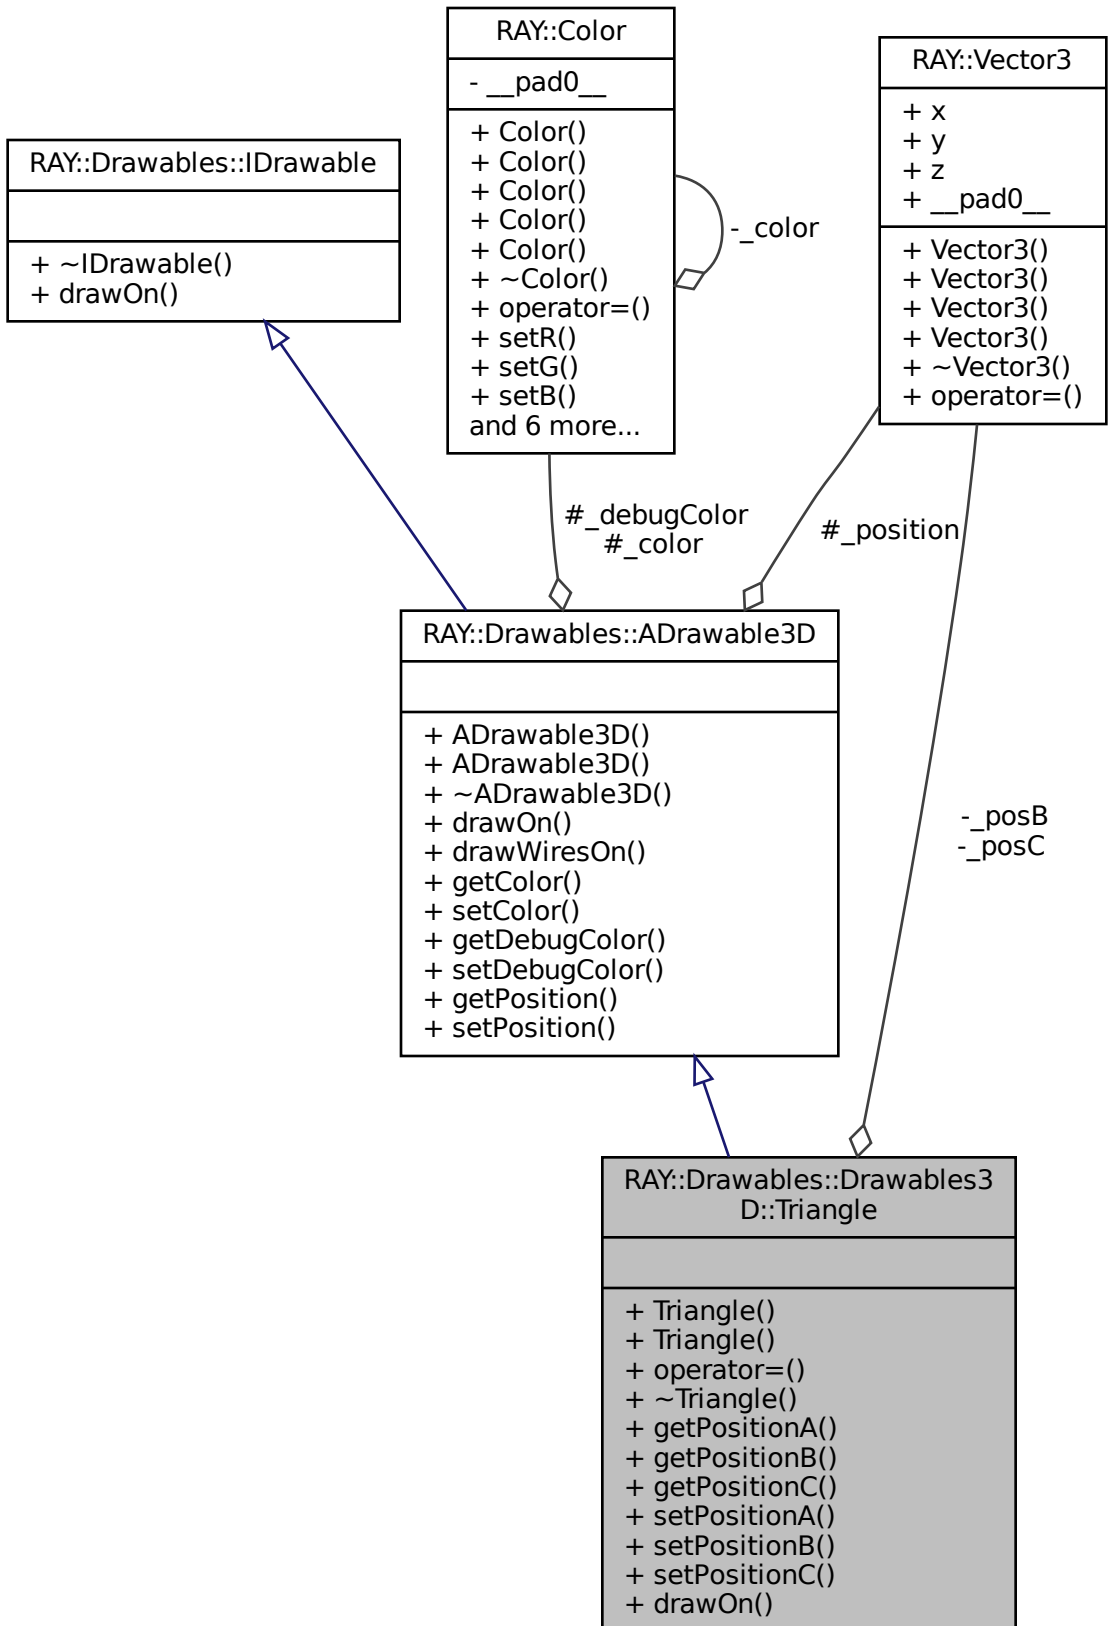 RAY::Color
- __pad0__
+ Color()
+ Color()
+ Color()
+ Color()
+ Color()
+ ~Color()
+ operator=()
+ setR()
+ setG()
+ setB()
and 6 more...
-_color
RAY::Vector3
+ x
+ y
+ z
+ __pad0__
+ Vector3()
+ Vector3()
+ Vector3()
+ Vector3()
+ ~Vector3()
+ operator=()
RAY::Drawables::IDrawable
+ ~IDrawable()
+ drawOn()
#_debugColor
#_color
#_position
RAY::Drawables::ADrawable3D
+ ADrawable3D()
+ ADrawable3D()
+ ~ADrawable3D()
+ drawOn()
+ drawWiresOn()
+ getColor()
+ setColor()
+ getDebugColor()
+ setDebugColor()
+ getPosition()
+ setPosition()
-_posB
-_posC
RAY::Drawables::Drawables3
D::Triangle
+ Triangle()
+ Triangle()
+ operator=()
+ ~Triangle()
+ getPositionA()
+ getPositionB()
+ getPositionC()
+ setPositionA()
+ setPositionB()
+ setPositionC()
+ drawOn()